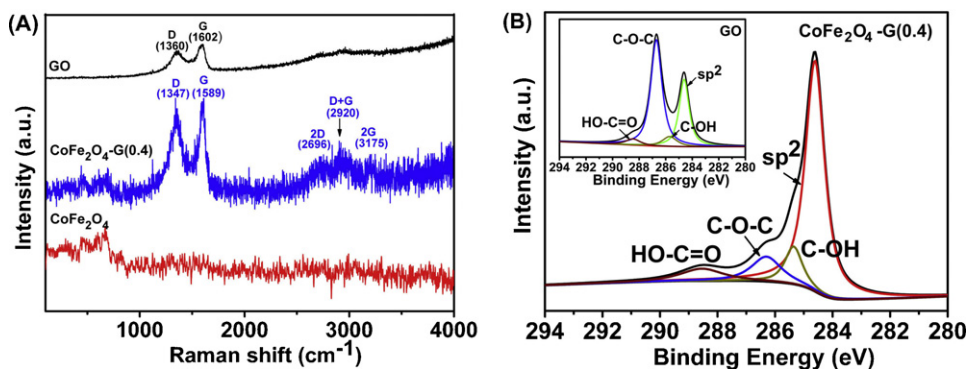 (A)
D
(1360)
G
(1602)
GO
D
(1347)
G
(1589)
D+G
(2920)
2D
(2696)
2G
(3175)
CoFe₂O₄-G(0.4)
CoFe₂O₄
Intensity (a.u.)
1000 2000 3000 4000
Raman shift (cm⁻¹)
(B)
GO
C-O-C
sp²
HO-C=O
C-OH
294 292 290 288 286 284 282 280
Binding Energy (eV)
CoFe₂O₄-G(0.4)
sp²
C-O-C
HO-C=O
C-OH
Intensity (a.u.)
294 292 290 288 286 284 282 280
Binding Energy (eV)